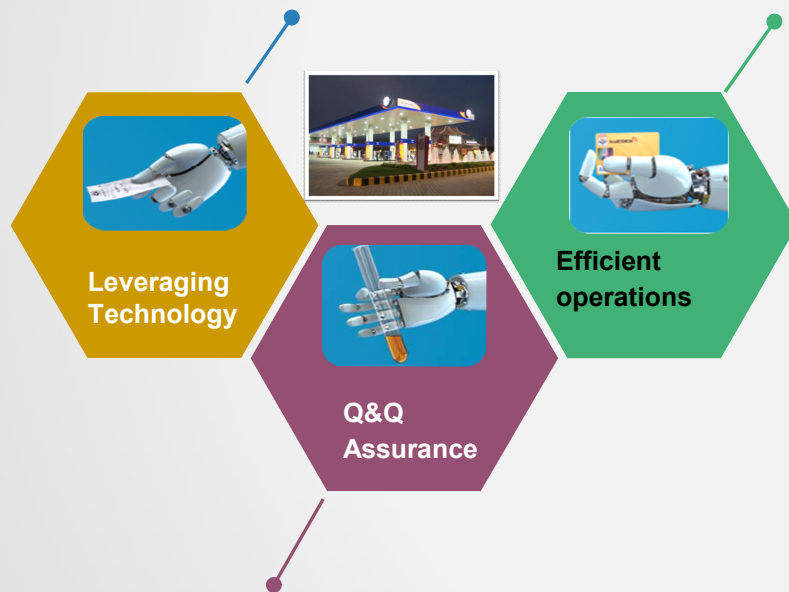 Leveraging
Technology
Q&Q
Assurance
Efficient
operations